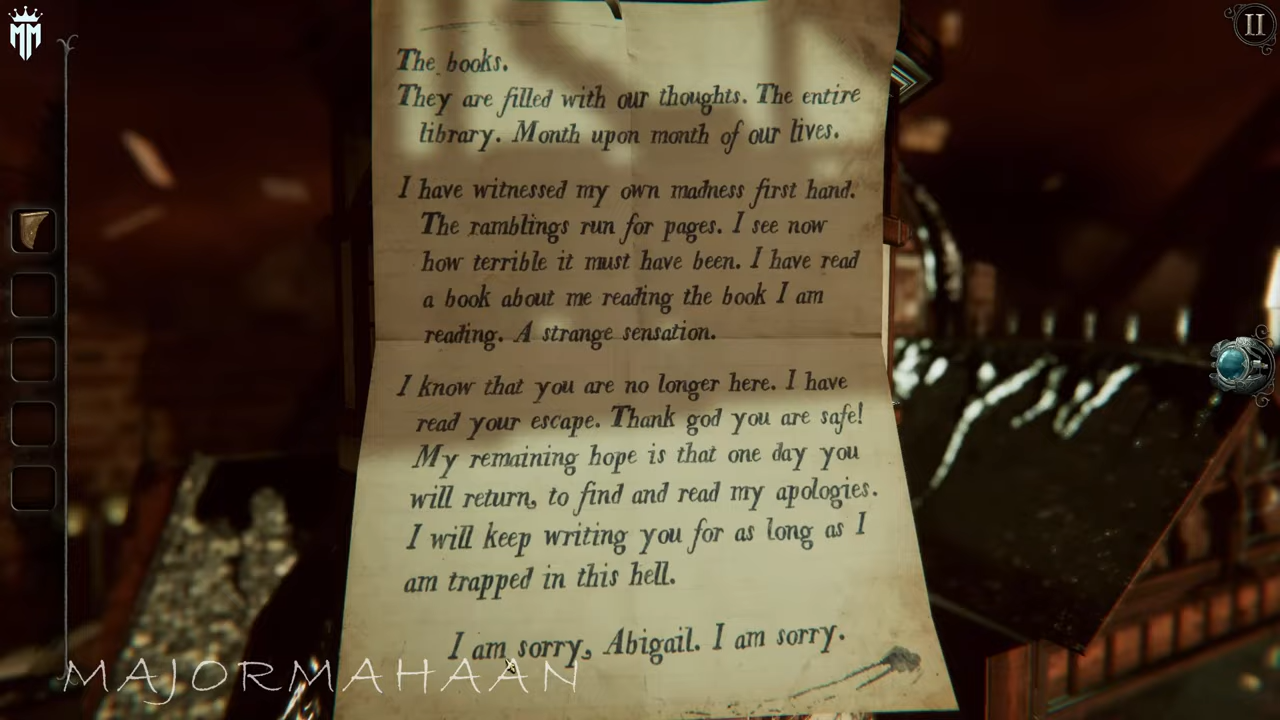 The books.
They are filled with our thoughts. The entire
library. Month upon month of our lives.
I have witnessed my own madness first hand.
The ramblings run for pages. I see now
how terrible it must have been. I have read
a book about me reading the book I am
reading. A strange sensation.
I know that you are no longer here. I have
read your escape. Thank god you are safe!
My remaining hope is that one day you
will return, to find and read my apologies.
I will keep writing you for as long as I
am trapped in this hell.
I am sorry, Abigail. I am sorry.
MAJORMAHAAN
MM
II